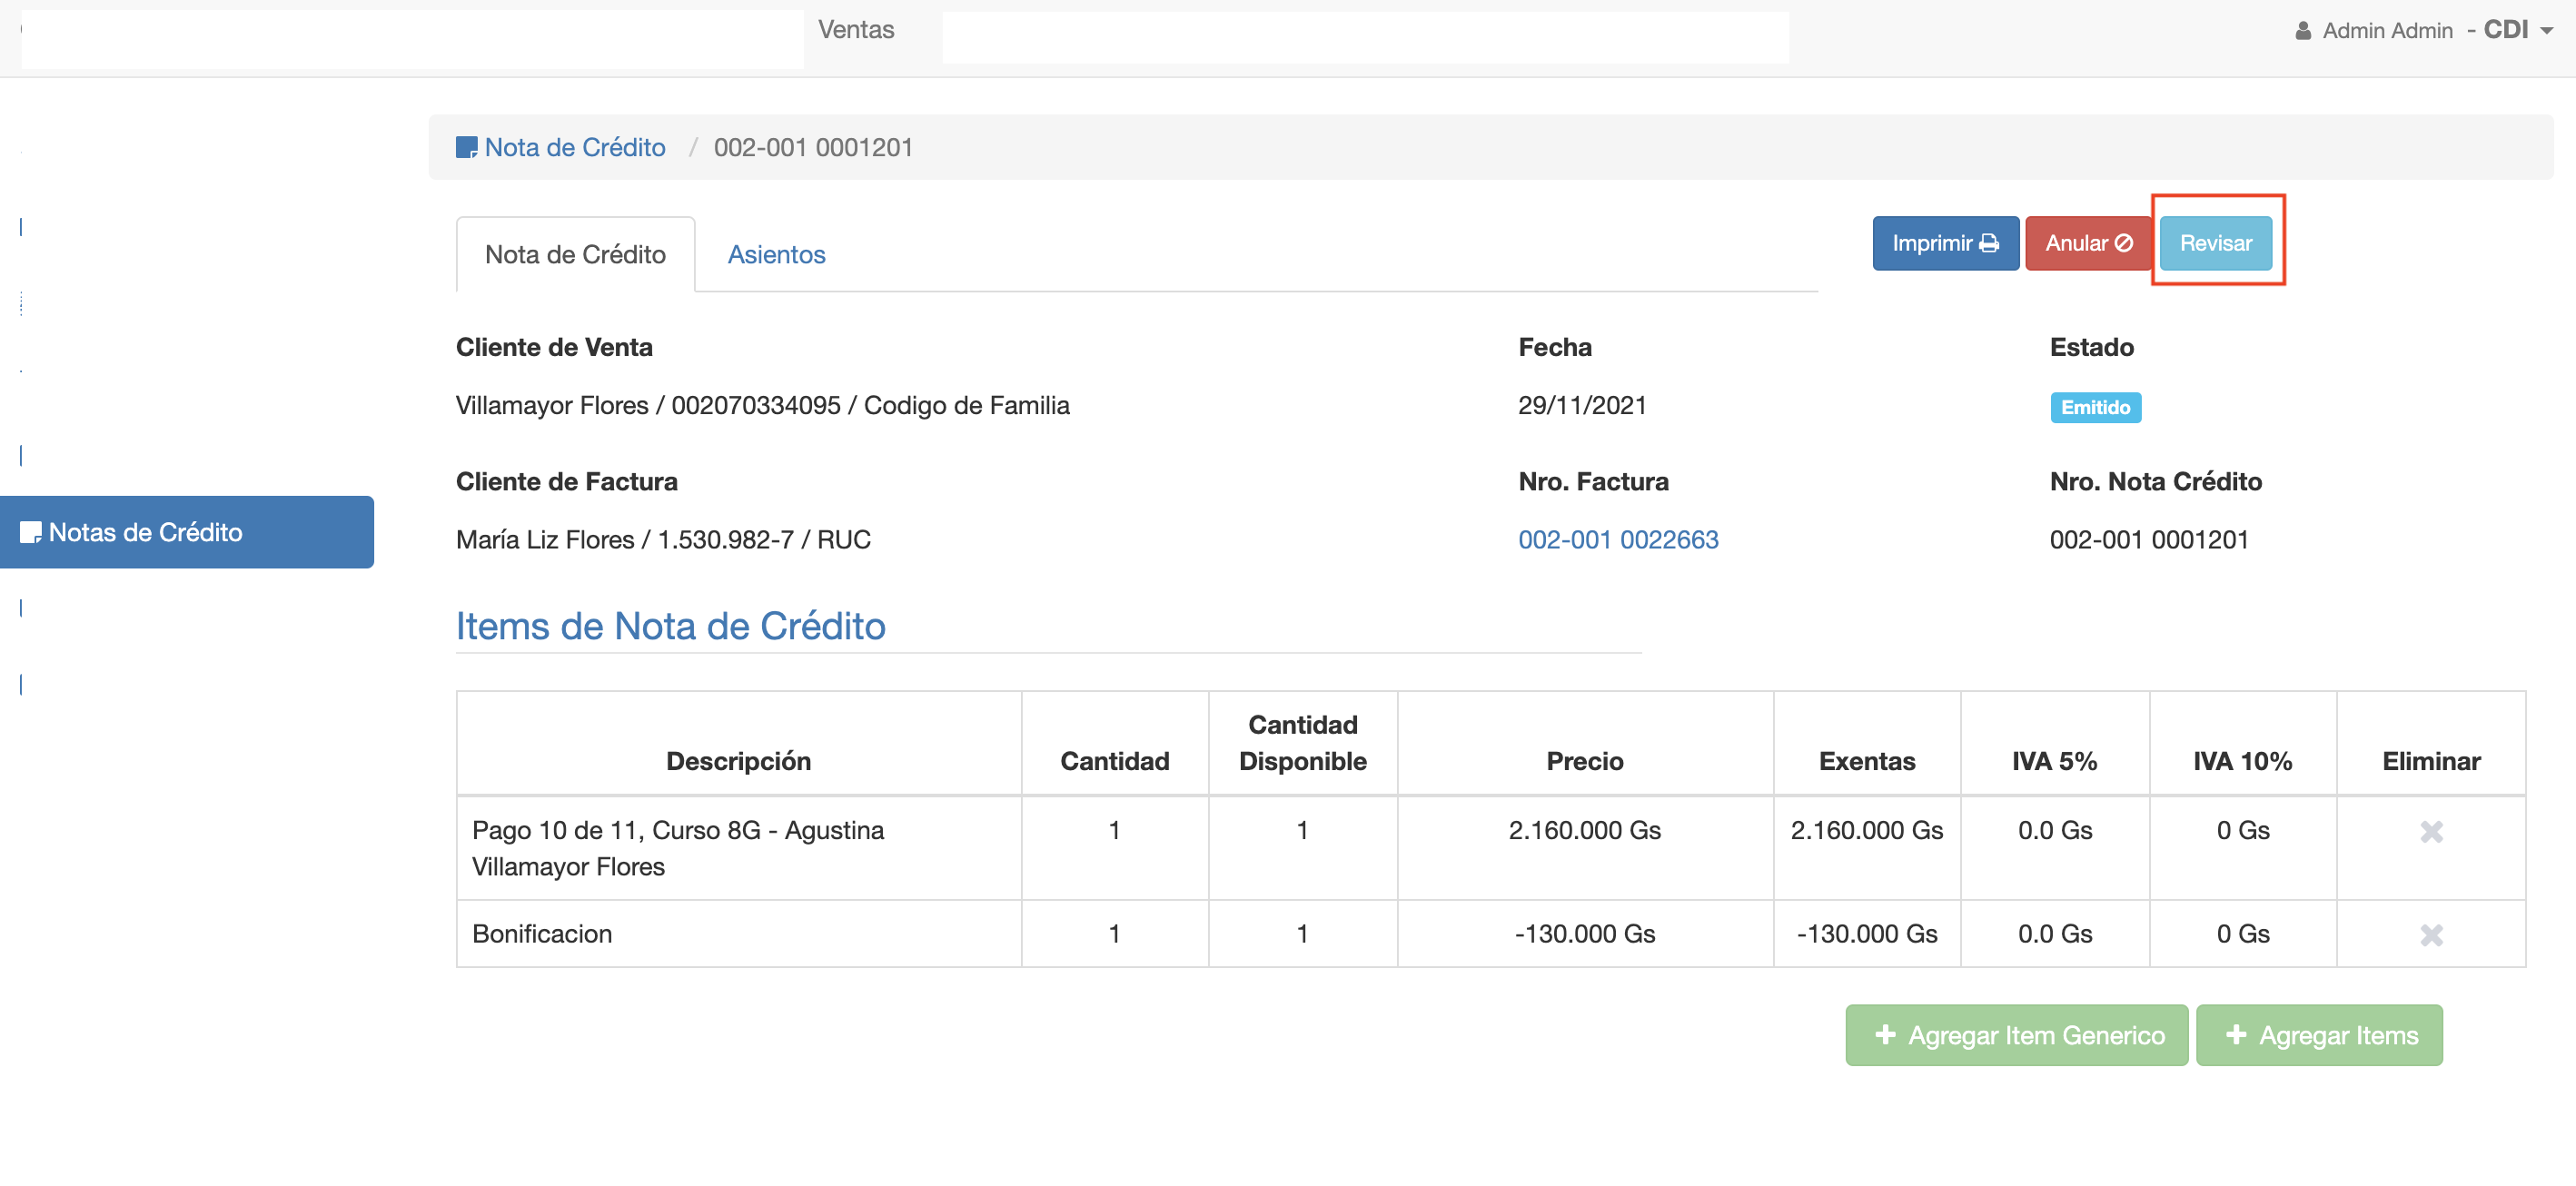 Ventas
Admin Admin - CDI
Nota de Crédito / 002-001 0001201
Nota de Crédito
Asientos
Imprimir
Anular
Revisar
Cliente de Venta
Fecha
Estado
Villamayor Flores / 002070334095 / Codigo de Familia
29/11/2021
Emitido
Cliente de Factura
Nro. Factura
Nro. Nota Crédito
Notas de Crédito
María Liz Flores / 1.530.982-7 / RUC
002-001 0022663
002-001 0001201
Items de Nota de Crédito
Descripción
Cantidad
Cantidad
Disponible
Precio
Exentas
IVA 5%
IVA 10%
Eliminar
Pago 10 de 11, Curso 8G - Agustina
Villamayor Flores
1
1
2.160.000 Gs
2.160.000 Gs
0.0 Gs
0 Gs
Bonificacion
1
1
-130.000 Gs
-130.000 Gs
0.0 Gs
0 Gs
Agregar Item Generico
Agregar Items